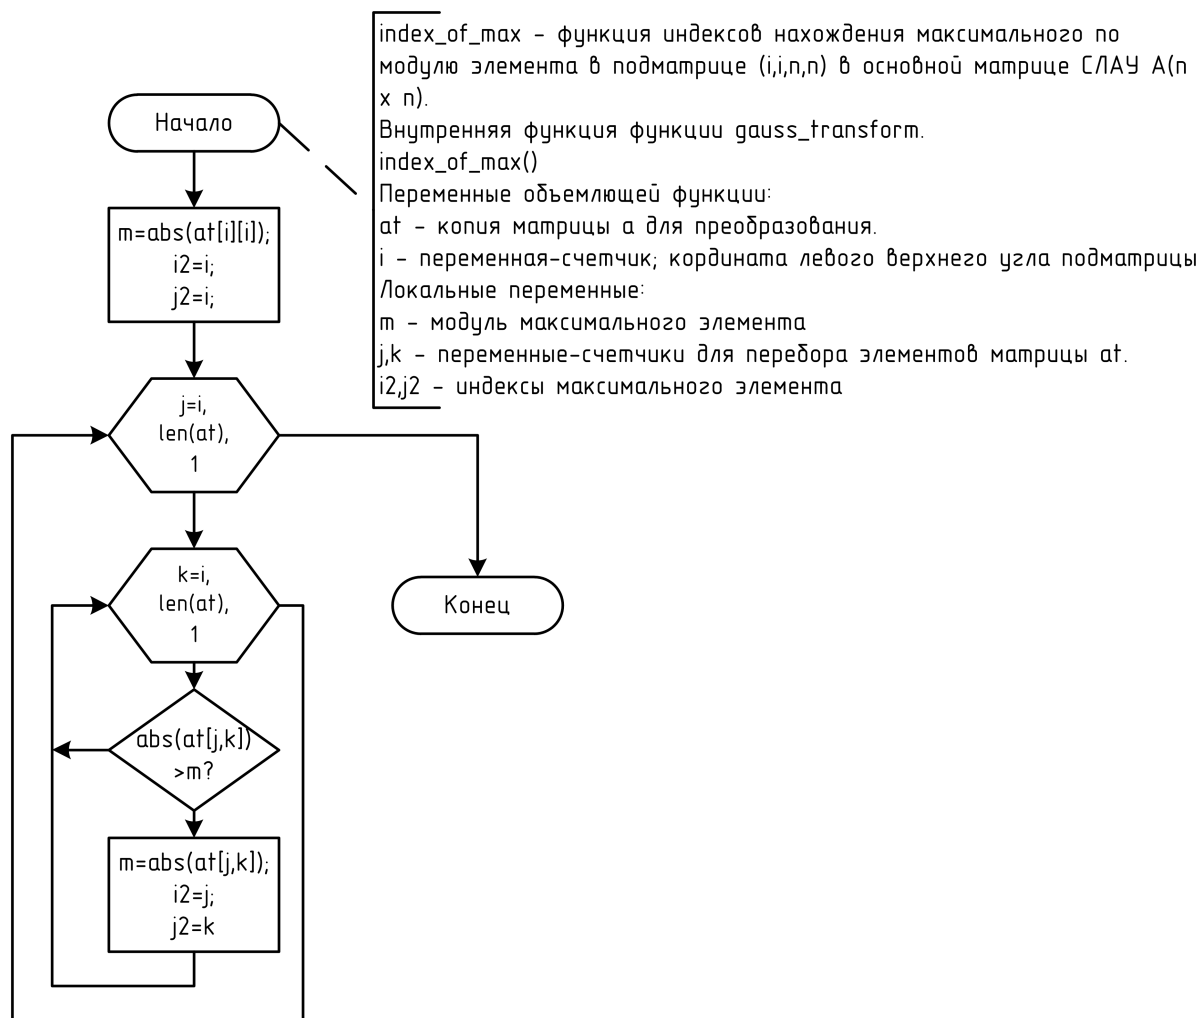 index_of_max – функция индексов нахождения максимального по
модулю элемента в подматрице (i,i,n,n) в основной матрице СЛАУ A(n
x n).
Внутренняя функция функции gauss_transform.
index_of_max()
Переменные объемлющей функции:
at – копия матрицы a для преобразования.
i – переменная-счетчик; кордината левого верхнего угла подматрицы
Локальные переменные:
m – модуль максимального элемента
j,k – переменные-счетчики для перебора элементов матрицы at.
i2,j2 – индексы максимального элемента
Начало
m=abs(at[i][i]);
i2=i;
j2=i;
j=i,
len(at),
1
k=i,
len(at),
1
Конец
abs(at[j,k])
>m?
m=abs(at[j,k]);
i2=j;
j2=k